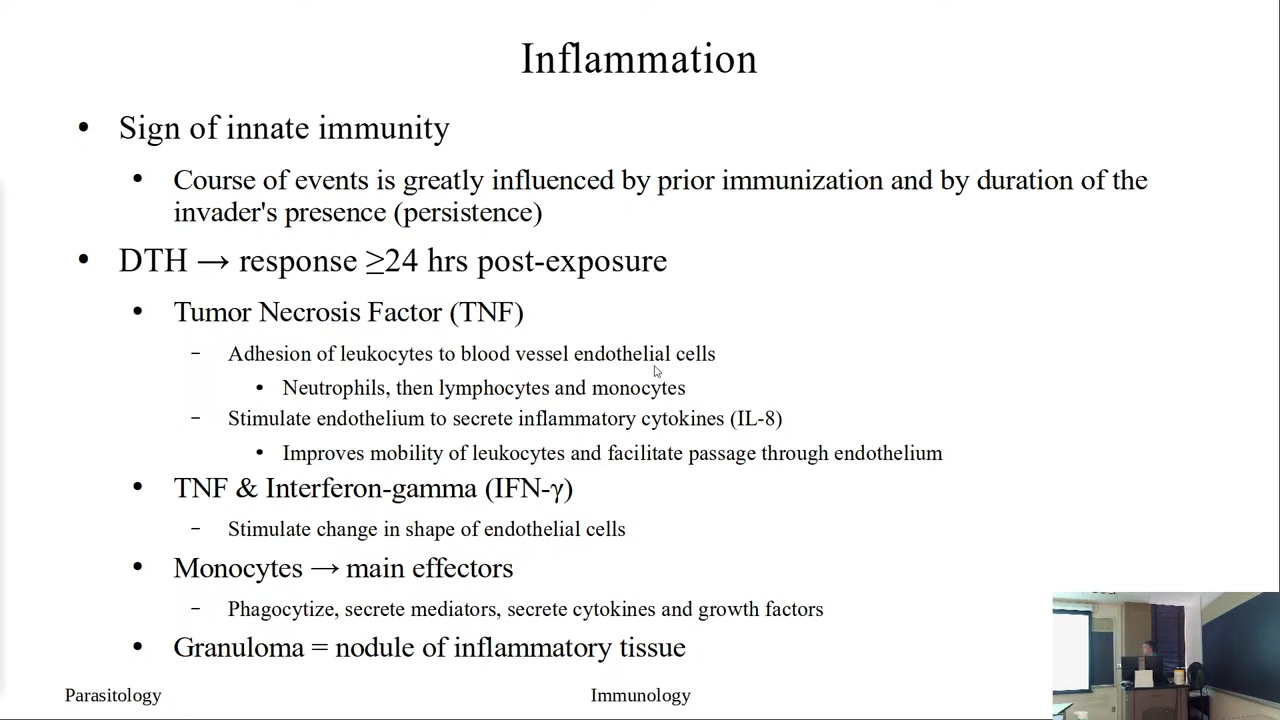 Inflammation
• Sign of innate immunity
• Course of events is greatly influenced by prior immunization and by duration of the
invader's presence (persistence)
• DTH → response ≥24 hrs post-exposure
• Tumor Necrosis Factor (TNF)
– Adhesion of leukocytes to blood vessel endothelial cells
• Neutrophils, then lymphocytes and monocytes
– Stimulate endothelium to secrete inflammatory cytokines (IL-8)
• Improves mobility of leukocytes and facilitate passage through endothelium
• TNF & Interferon-gamma (IFN-γ)
– Stimulate change in shape of endothelial cells
• Monocytes → main effectors
– Phagocytize, secrete mediators, secrete cytokines and growth factors
• Granuloma = nodule of inflammatory tissue
Parasitology
Immunology